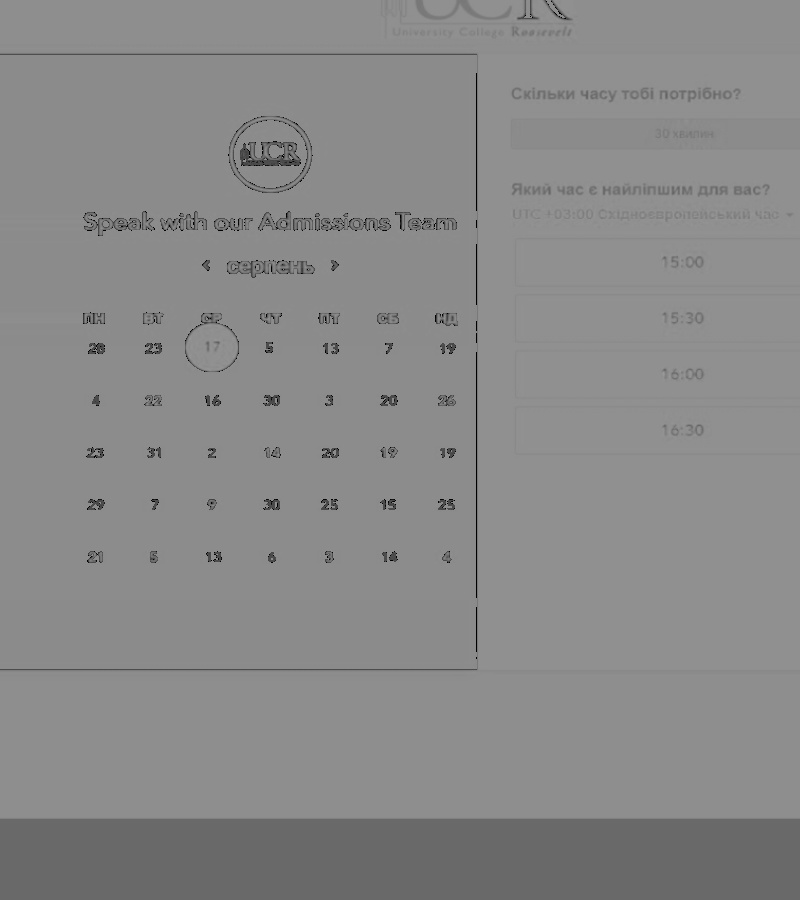 UCR
University College Roosevelt
UCR
Speak with our Admissions Team
‹ серпень ›
ПН ВТ СР ЧТ ПТ СБ НД
28 23 17 5 13 7 19
4 22 16 30 3 20 26
23 31 2 14 20 19 19
29 7 9 30 25 15 25
21 5 13 6 3 14 4
Скільки часу тобі потрібно?
30 хвилин
Який час є найліпшим для вас?
UTC +03:00 Східноєвропейський час
15:00
15:30
16:00
16:30